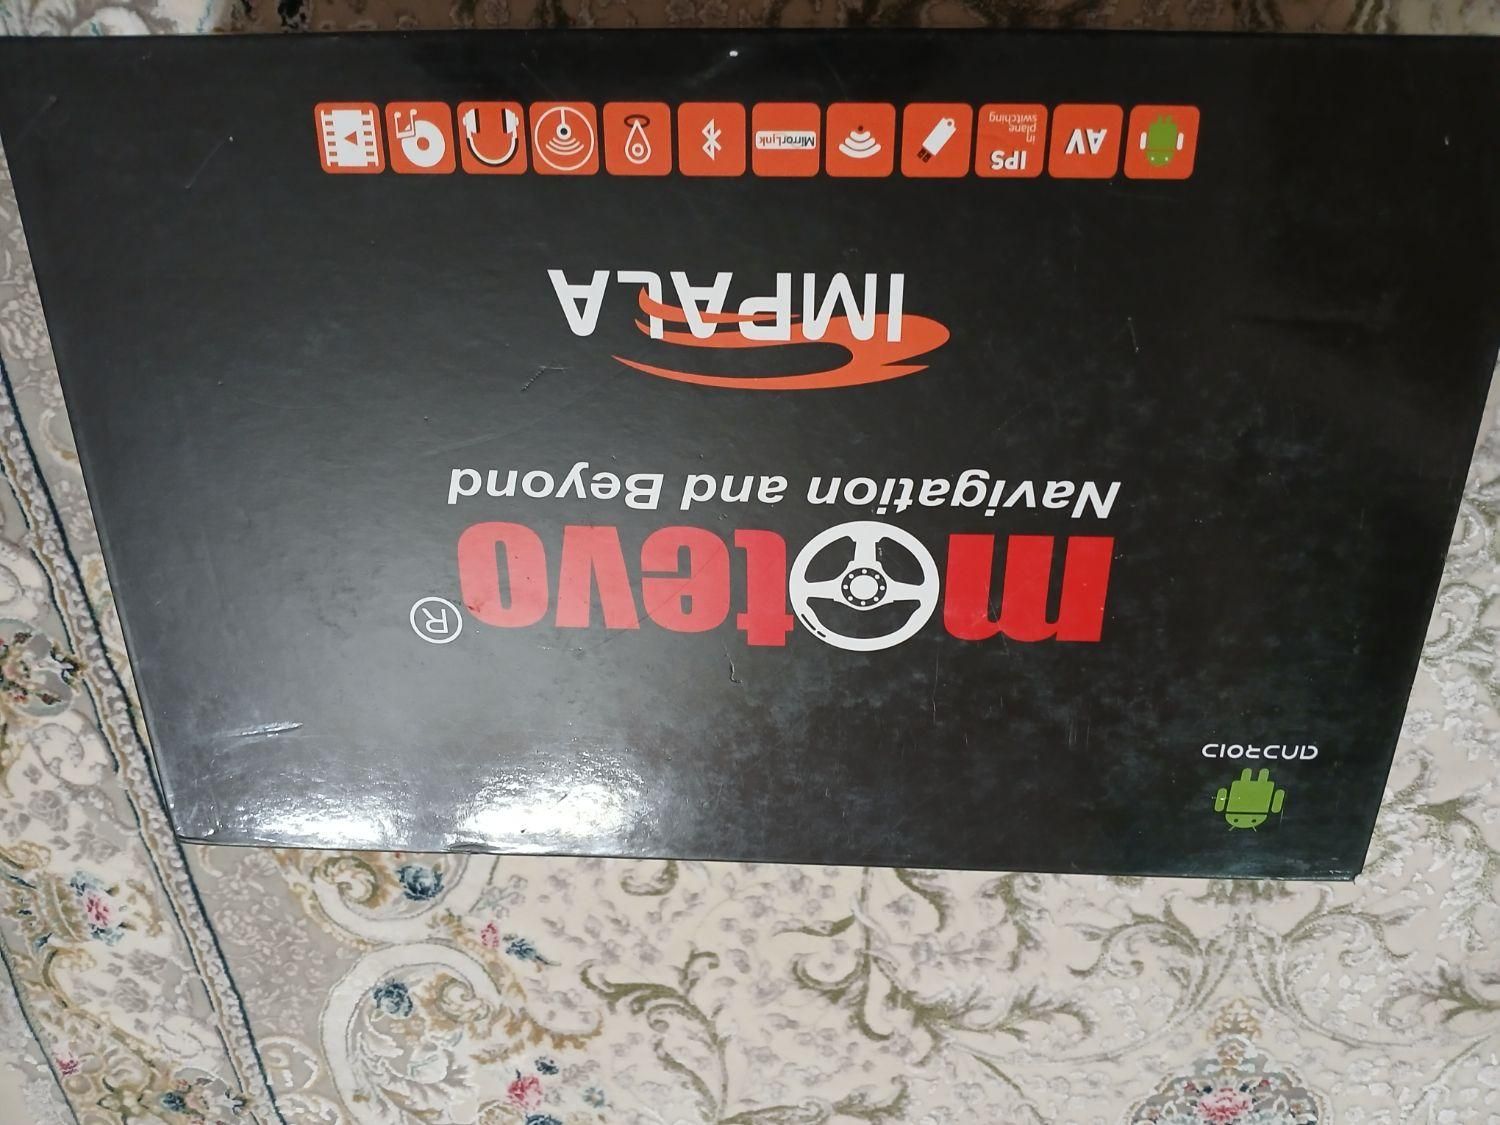 ANDROID
motevo®
Navigation and Beyond
IMPALA
AV
IPS
in
plane
switching
MirrorLink